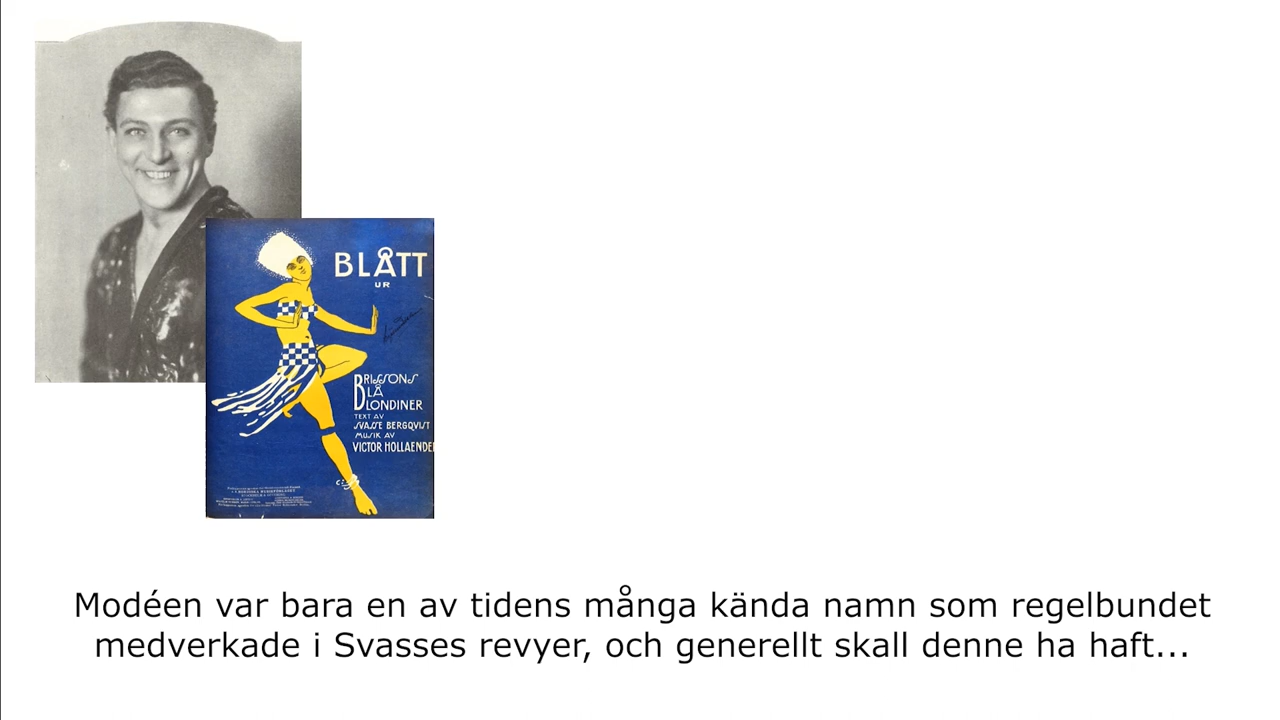 BLÅTT
UR
BRISSONS
BLÅ
BLONDINER
TEXT AV
SVASSE BERGQVIST
MUSIK AV
VICTOR HOLLAENDE
Modéen var bara en av tidens många kända namn som regelbundet
medverkade i Svasses revyer, och generellt skall denne ha haft...